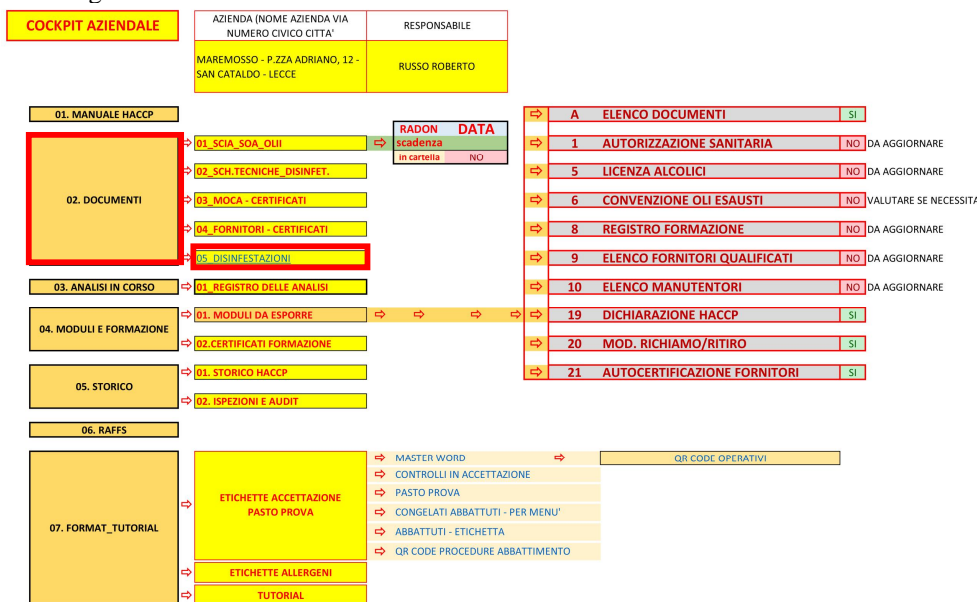 COCKPIT AZIENDALE
AZIENDA (NOME AZIENDA VIA
NUMERO CIVICO CITTA'
RESPONSABILE
MAREMOSSO - P.ZZA ADRIANO, 12 -
SAN CATALDO - LECCE
RUSSO ROBERTO
01. MANUALE HACCP
A ELENCO DOCUMENTI SI
RADON DATA
02. DOCUMENTI
01_SCIA_SOA_OLII
scadenza
in cartella NO
1 AUTORIZZAZIONE SANITARIA NO DA AGGIORNARE
02_SCH.TECNICHE_DISINFET.
5 LICENZA ALCOLICI NO DA AGGIORNARE
03_MOCA - CERTIFICATI
6 CONVENZIONE OLI ESAUSTI NO VALUTARE SE NECESSITA
04_FORNITORI - CERTIFICATI
8 REGISTRO FORMAZIONE NO DA AGGIORNARE
05_DISINFESTAZIONI
9 ELENCO FORNITORI QUALIFICATI NO DA AGGIORNARE
03. ANALISI IN CORSO
01_REGISTRO DELLE ANALISI
10 ELENCO MANUTENTORI NO DA AGGIORNARE
04. MODULI E FORMAZIONE
01. MODULI DA ESPORRE
19 DICHIARAZIONE HACCP SI
02.CERTIFICATI FORMAZIONE
20 MOD. RICHIAMO/RITIRO SI
05. STORICO
01. STORICO HACCP
21 AUTOCERTIFICAZIONE FORNITORI SI
02. ISPEZIONI E AUDIT
06. RAFFS
07. FORMAT_TUTORIAL
ETICHETTE ACCETTAZIONE
PASTO PROVA
MASTER WORD
QR CODE OPERATIVI
CONTROLLI IN ACCETTAZIONE
PASTO PROVA
CONGELATI ABBATTUTI - PER MENU'
ABBATTUTI - ETICHETTA
QR CODE PROCEDURE ABBATTIMENTO
ETICHETTE ALLERGENI
TUTORIAL